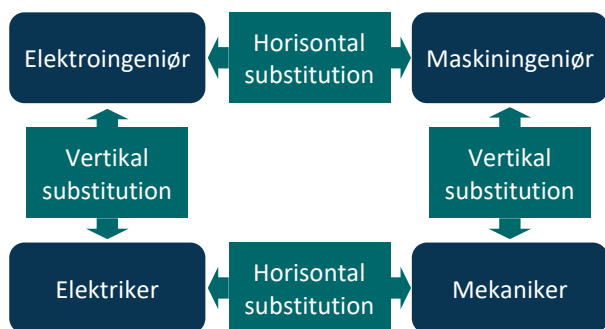 Elektroingeniør
Horisontal
substitution
Maskiningeniør
Vertikal
substitution
Vertikal
substitution
Elektriker
Horisontal
substitution
Mekaniker